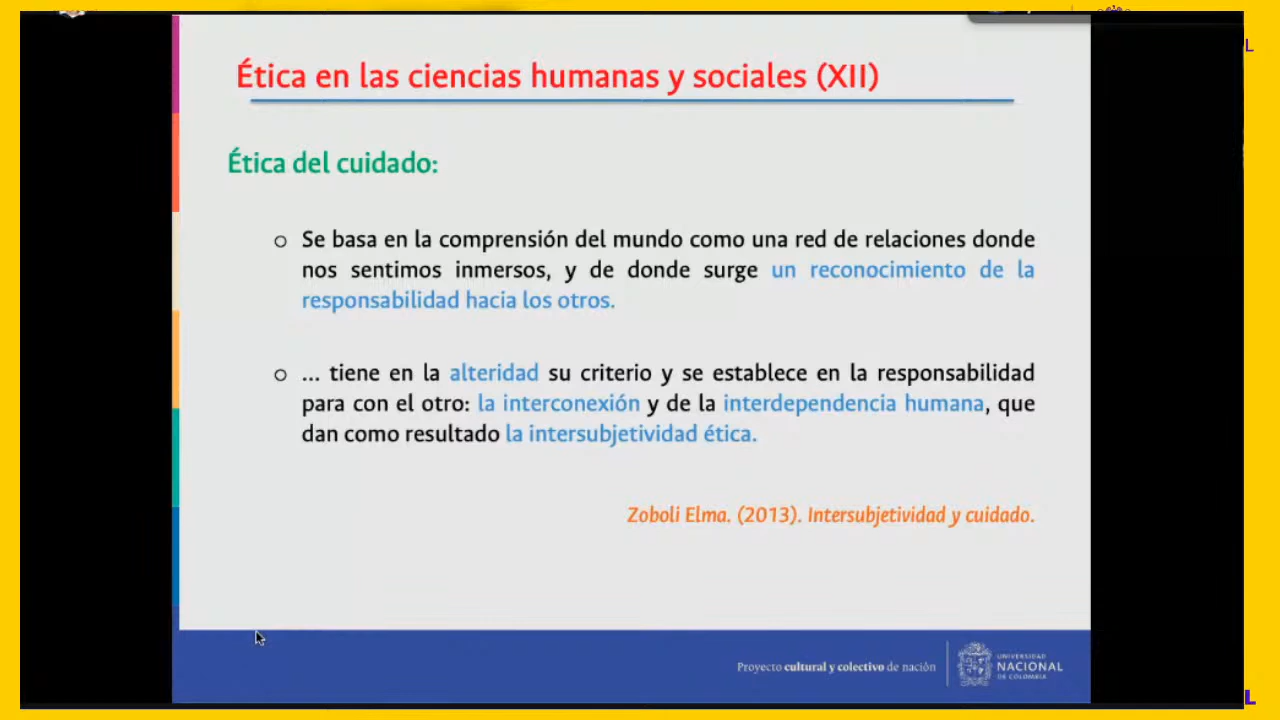 Ética en las ciencias humanas y sociales (XII)
Ética del cuidado:
o Se basa en la comprensión del mundo como una red de relaciones donde
nos sentimos inmersos, y de donde surge un reconocimiento de la
responsabilidad hacia los otros.
o ... tiene en la alteridad su criterio y se establece en la responsabilidad
para con el otro: la interconexión y de la interdependencia humana, que
dan como resultado la intersubjetividad ética.
Zoboli Elma. (2013). Intersubjetividad y cuidado.
Proyecto cultural y colectivo de nación
UNIVERSIDAD
NACIONAL
DE COLOMBIA
L
L